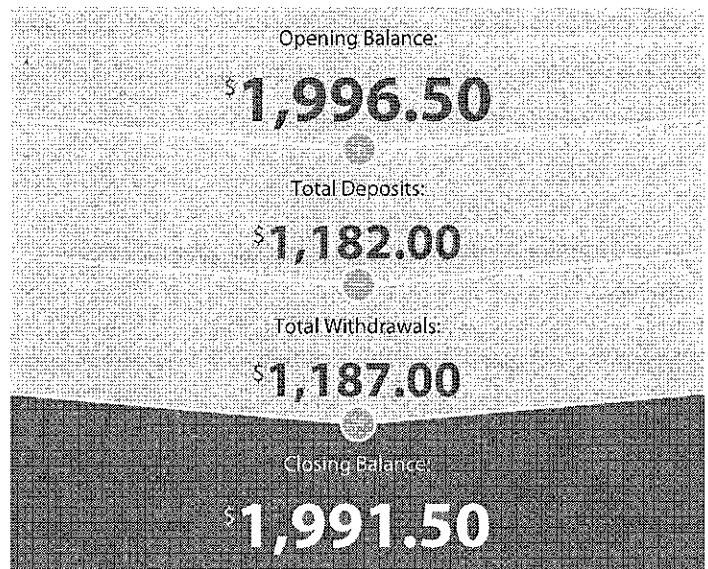 Opening Balance:
$1,996.50
Total Deposits:
$1,182.00
Total Withdrawals:
$1,187.00
Closing Balance:
$1,991.50